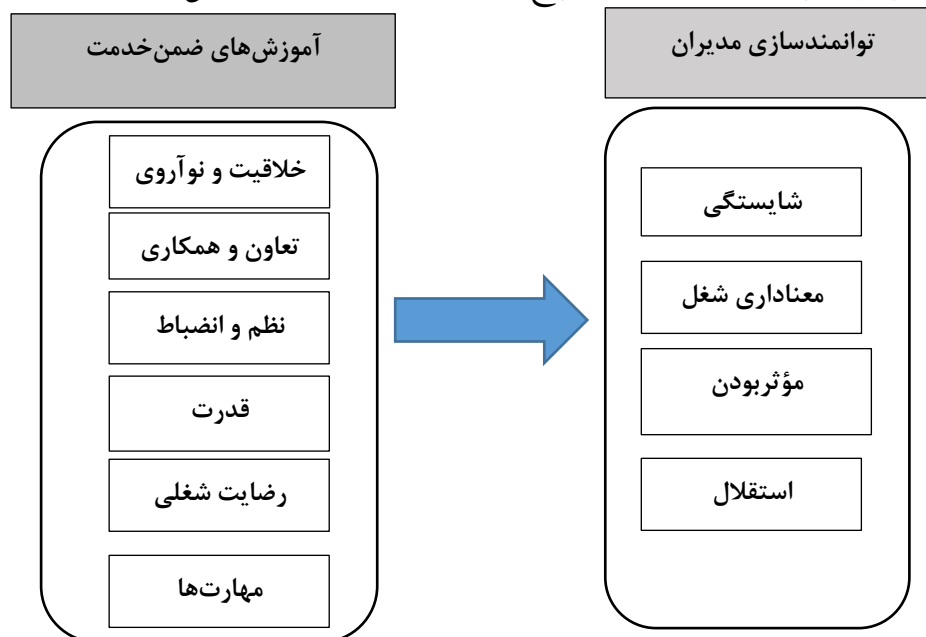 آموزش‌های ضمن‌خدمت
خلاقیت و نوآروی
تعاون و همکاری
نظم و انضباط
قدرت
رضایت شغلی
مهارت‌ها
توانمندسازی مدیران
شایستگی
معناداری شغل
مؤثربودن
استقلال